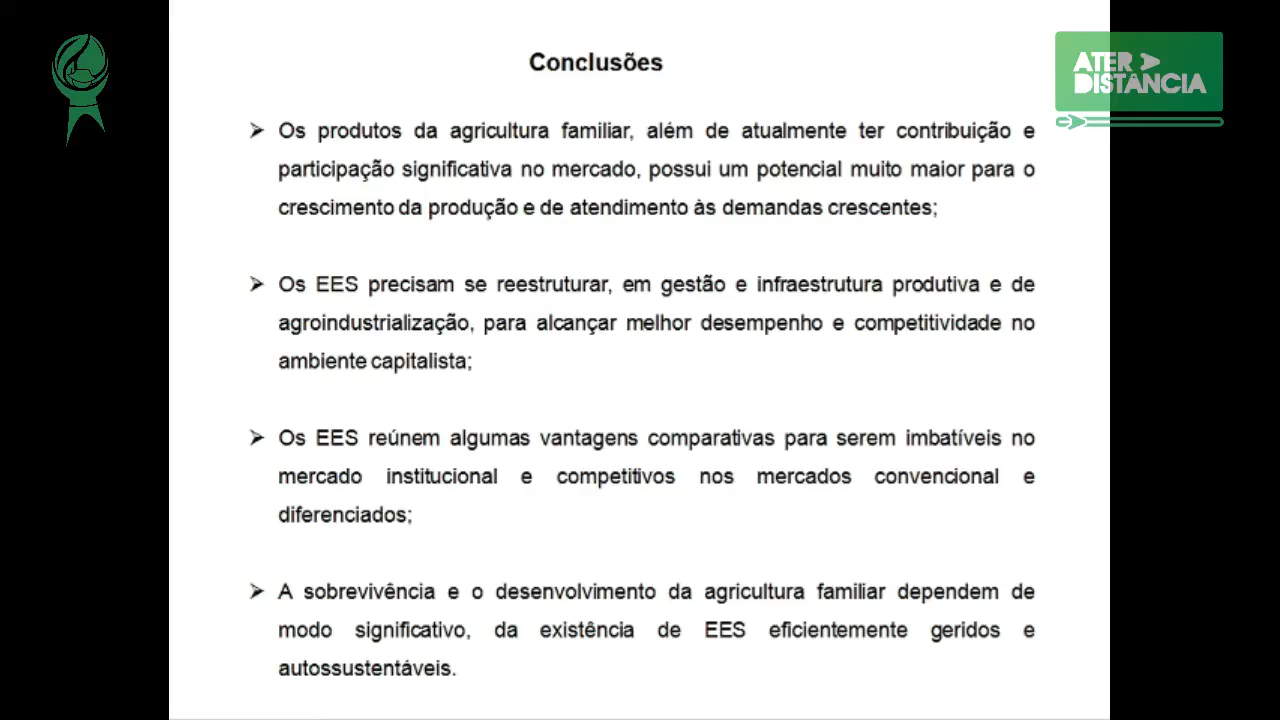 Conclusões
ATER
DISTÂNCIA
➢ Os produtos da agricultura familiar, além de atualmente ter contribuição e
participação significativa no mercado, possui um potencial muito maior para o
crescimento da produção e de atendimento às demandas crescentes;
➢ Os EES precisam se reestruturar, em gestão e infraestrutura produtiva e de
agroindustrialização, para alcançar melhor desempenho e competitividade no
ambiente capitalista;
➢ Os EES reúnem algumas vantagens comparativas para serem imbatíveis no
mercado institucional e competitivos nos mercados convencional e
diferenciados;
➢ A sobrevivência e o desenvolvimento da agricultura familiar dependem de
modo significativo, da existência de EES eficientemente geridos e
autossustentáveis.